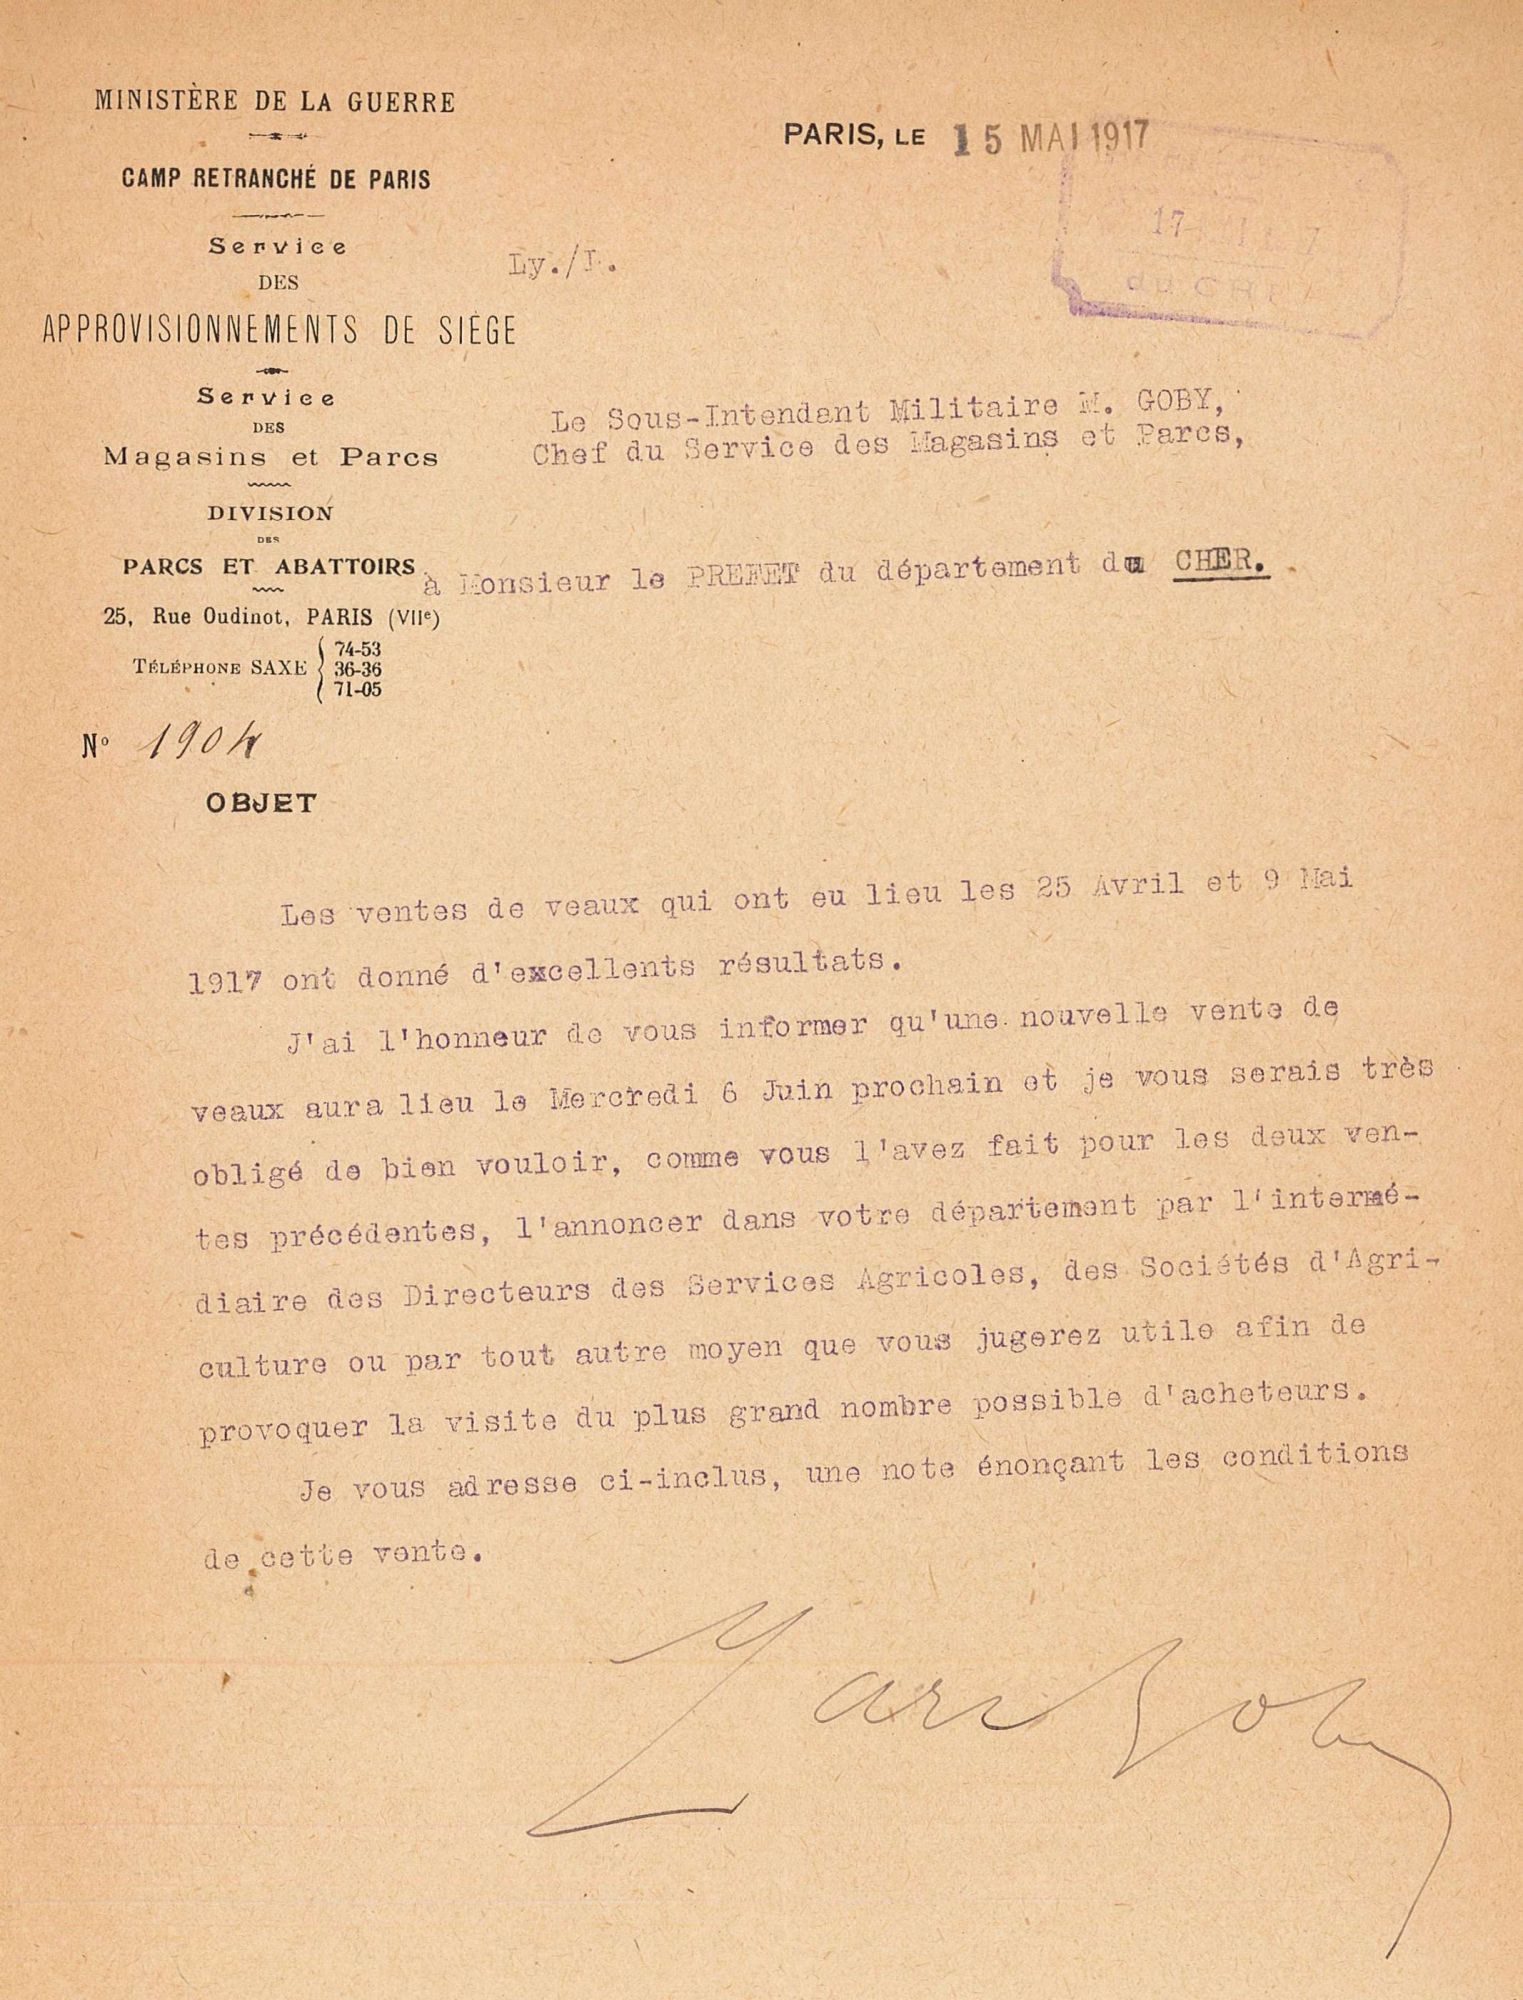 MINISTÈRE DE LA GUERRE
CAMP RETRANCHÉ DE PARIS
Service
DES
APPROVISIONNEMENTS DE SIÈGE
Service
DES
Magasins et Parcs
DIVISION
DES
PARCS ET ABATTOIRS
25, Rue Oudinot, PARIS (VIIe)
TÉLÉPHONE SAXE { 74-53
36-36
71-05
No 1904
OBJET
PARIS, LE 15 MAI 1917
17
du CHE
Ly./
Le Sous-Intendant Militaire M. GOBY,
Chef du Service des Magasins et Parcs,
à Monsieur le PREFET du département du CHER.
Les ventes de veaux qui ont eu lieu les 25 Avril et 9 Mai
1917 ont donné d'excellents résultats.
J'ai l'honneur de vous informer qu'une nouvelle vente de
veaux aura lieu le Mercredi 6 Juin prochain et je vous serais très
obligé de bien vouloir, comme vous l'avez fait pour les deux ven-
tes précédentes, l'annoncer dans votre département par l'intermé-
diaire des Directeurs des Services Agricoles, des Sociétés d'Agri-
culture ou par tout autre moyen que vous jugerez utile afin de
provoquer la visite du plus grand nombre possible d'acheteurs.
Je vous adresse ci-inclus, une note énonçant les conditions
de cette vente.
Marc Goby